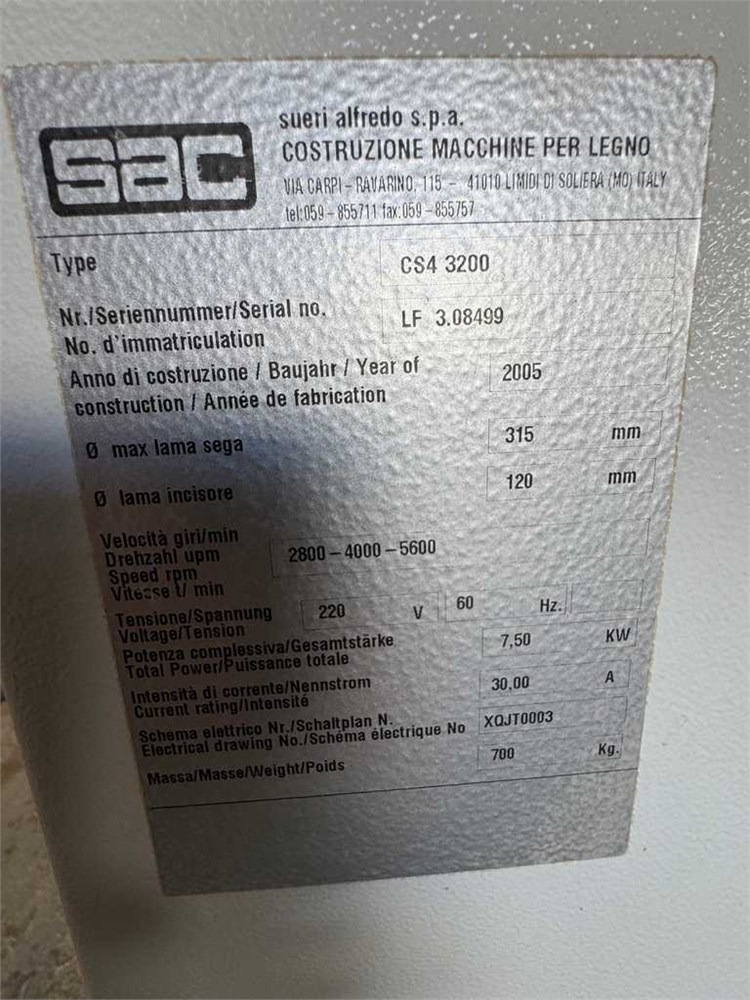 sac
sueri alfredo s.p.a.
COSTRUZIONE MACCHINE PER LEGNO
VIA CARPI - RAVARINO, 115 - 41010 LIMIDI DI SOLIERA (MO) ITALY
tel:059 - 855711 fax:059 - 855757
Type CS4 3200
Nr./Seriennummer/Serial no. LF 3.08499
No. d'immatriculation
Anno di costruzione / Baujahr / Year of 2005
construction / Année de fabrication
Ø max lama sega 315 mm
Ø lama incisore 120 mm
Velocità giri/min
Drehzahl upm 2800 - 4000 - 5600
Speed rpm
Vitesse t/ min
Tensione/Spannung 220 V 60 Hz.
Voltage/Tension
Potenza complessiva/Gesamtstärke 7,50 KW
Total Power/Puissance totale
Intensità di corrente/Nennstrom 30,00 A
Current rating/Intensité
Schema elettrico Nr./Schaltplan N. XQJT0003
Electrical drawing No./Schéma électrique No
Massa/Masse/Weight/Poids 700 Kg.